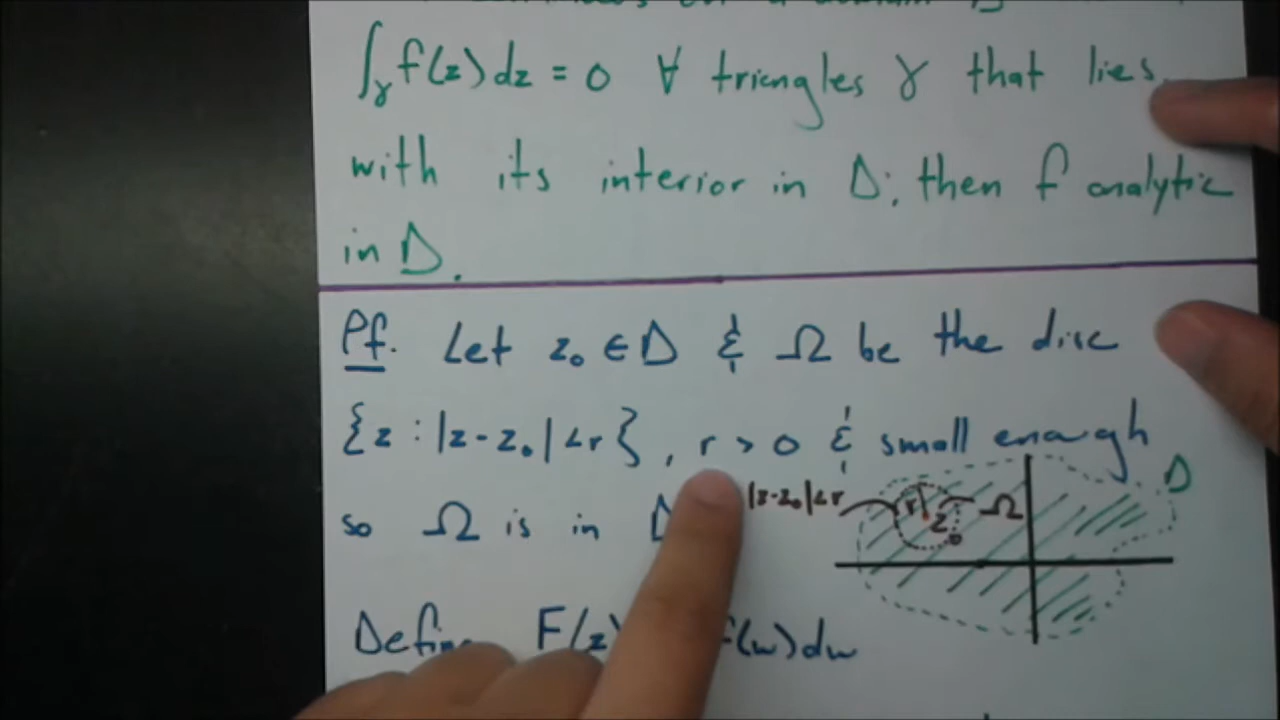 ∫_γ f(z)dz = 0 ∀ triangles γ that lies
with its interior in D; then f analytic
in D.
Pf. Let z₀ ∈ D & Ω be the disc
{z : |z-z₀|<r}, r > 0 & small enough
so Ω is in D
|z-z₀|<r r z₀ Ω D
Define F(z) f(w)dw